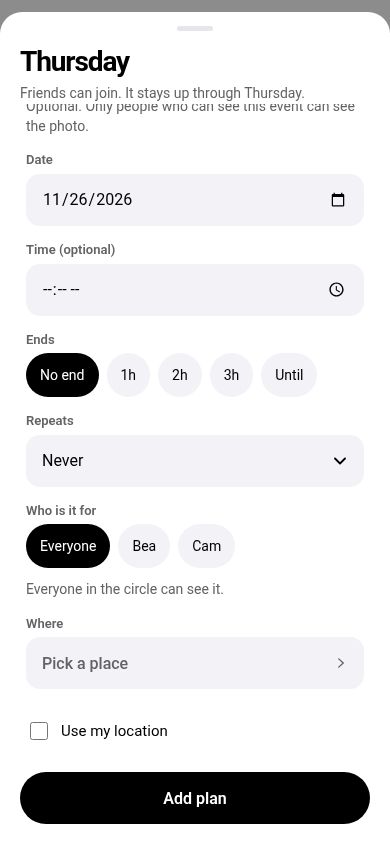 Thursday
Friends can join. It stays up through Thursday.
Optional. Only people who can see this event can see
the photo.
Date
11/26/2026
Time (optional)
--:-- --
Ends
No end
1h
2h
3h
Until
Repeats
Never
Who is it for
Everyone
Bea
Cam
Everyone in the circle can see it.
Where
Pick a place
Use my location
Add plan